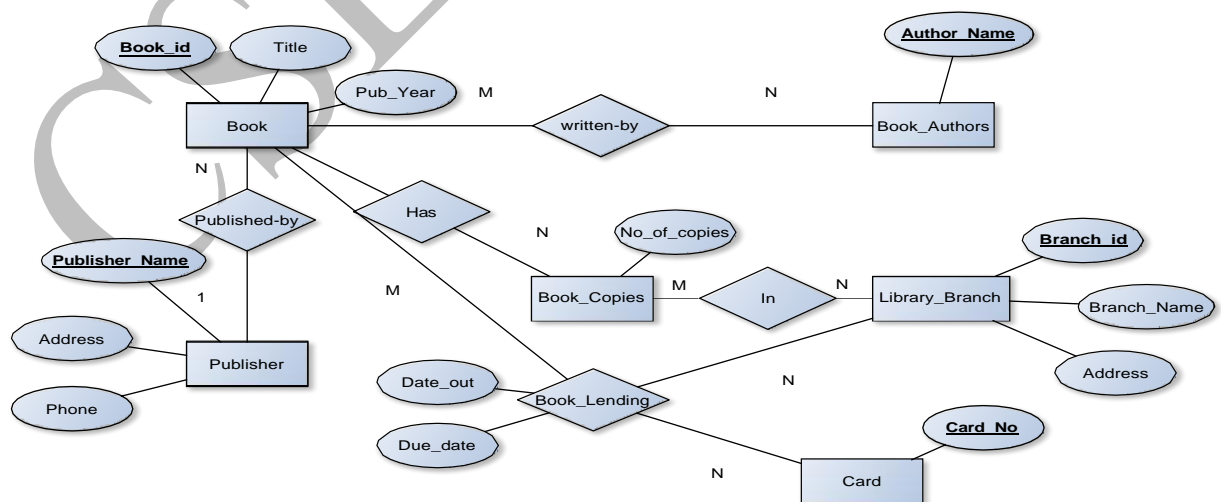 Book_id
Title
Author_Name
Pub_Year
M
N
Book
written-by
Book_Authors
N
Has
Published-by
N
No_of_copies
Branch_id
Publisher_Name
1
M
Book_Copies
M
In
N
Library_Branch
Branch_Name
Address
Publisher
Date_out
Book_Lending
N
Address
Phone
Due_date
Card_No
N
Card